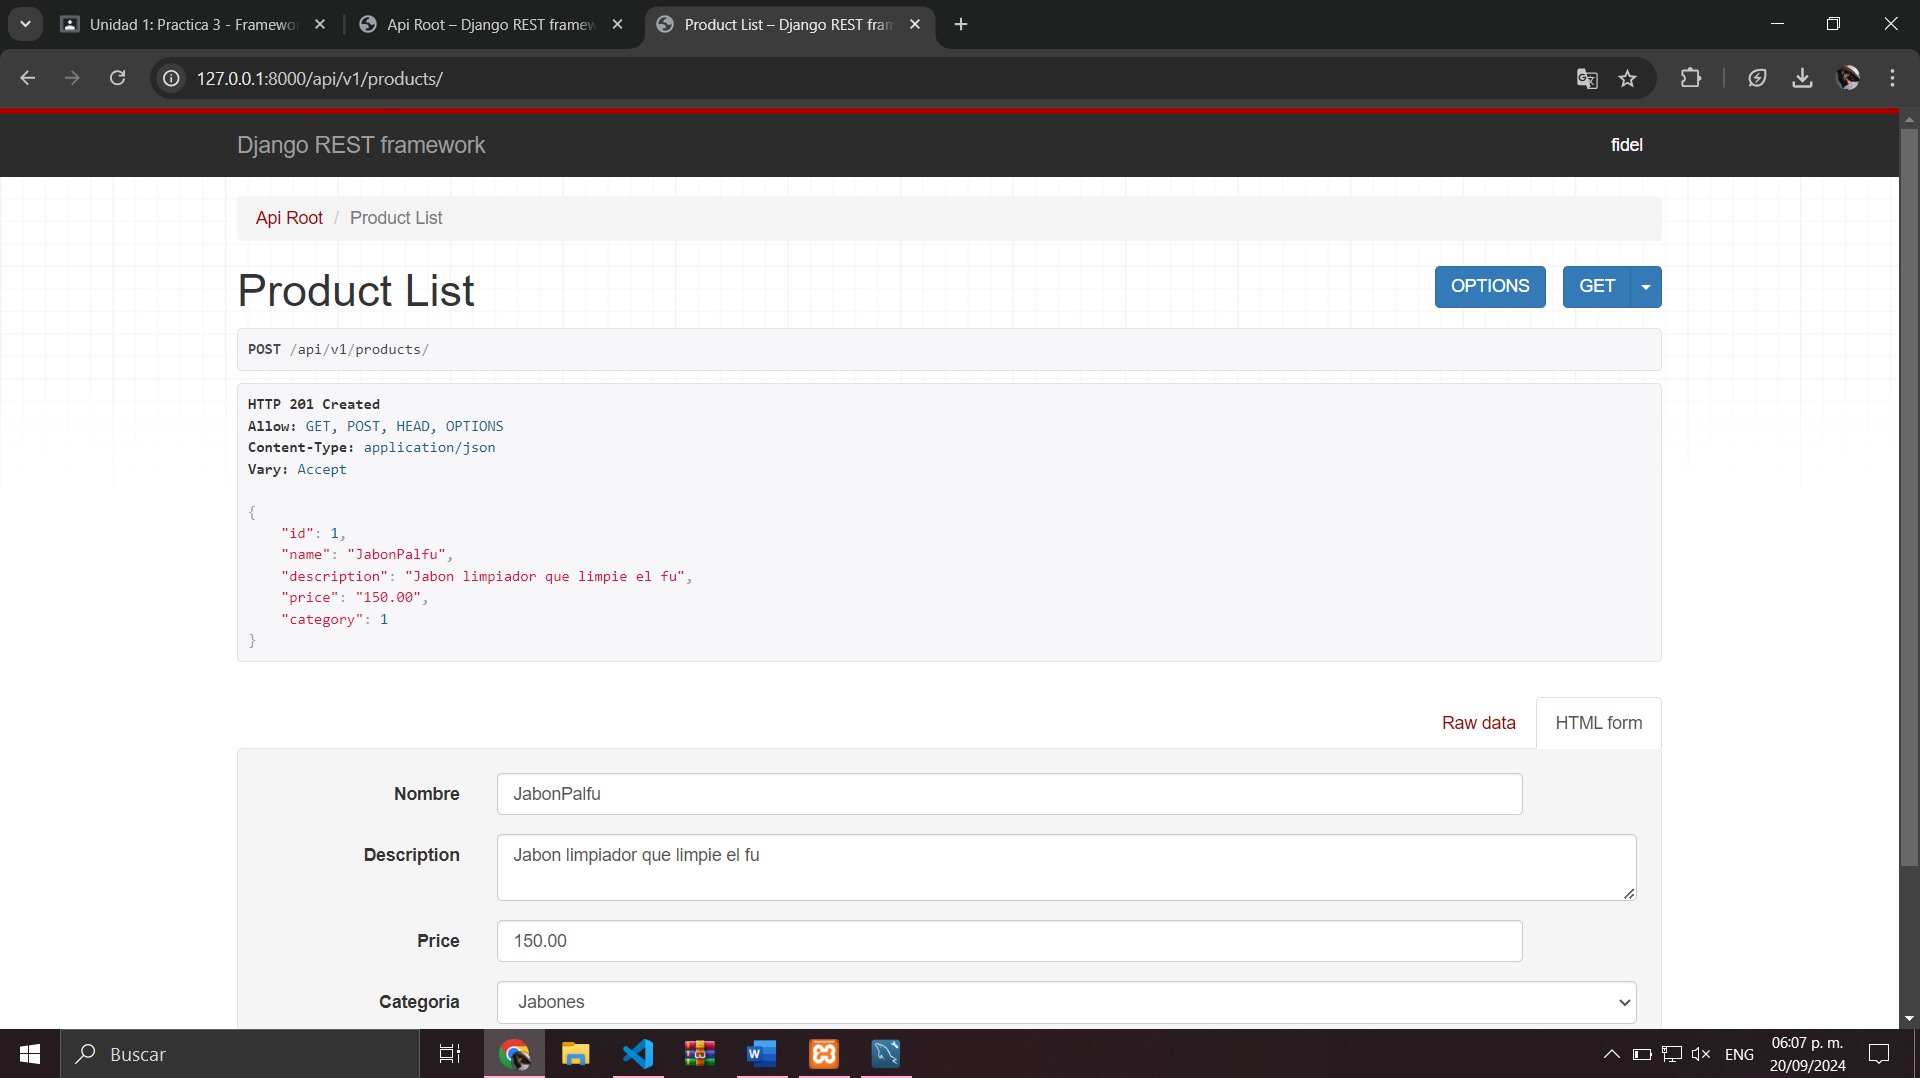 Unidad 1: Practica 3 - Framewo
Api Root – Django REST framew
Product List – Django REST fram
127.0.0.1:8000/api/v1/products/
Django REST framework
fidel
Api Root / Product List
Product List
OPTIONS
GET
POST /api/v1/products/
HTTP 201 Created
Allow: GET, POST, HEAD, OPTIONS
Content-Type: application/json
Vary: Accept
{
"id": 1,
"name": "JabonPalfu",
"description": "Jabon limpiador que limpie el fu",
"price": "150.00",
"category": 1
}
Raw data
HTML form
Nombre
JabonPalfu
Description
Jabon limpiador que limpie el fu
Price
150.00
Categoria
Jabones
Buscar
ENG
06:07 p. m.
20/09/2024